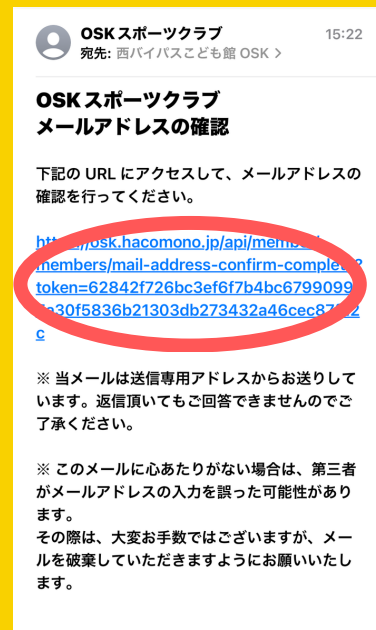 OSKスポーツクラブ 15:22
宛先: 西バイパスこども館 OSK >
OSKスポーツクラブ
メールアドレスの確認
下記の URL にアクセスして、メールアドレスの
確認を行ってください。
osk.hacomono.jp/api/
members/mail-address-confirm-
token=62842f726bc3ef6f7b4bc6799099
c
※ 当メールは送信専用アドレスからお送りして
います。返信頂いてもご回答できませんのでご
了承ください。
※ このメールに心あたりがない場合は、第三者
がメールアドレスの入力を誤った可能性があり
ます。
その際は、大変お手数ではございますが、メー
ルを破棄していただきますようにお願いいたし
ます。